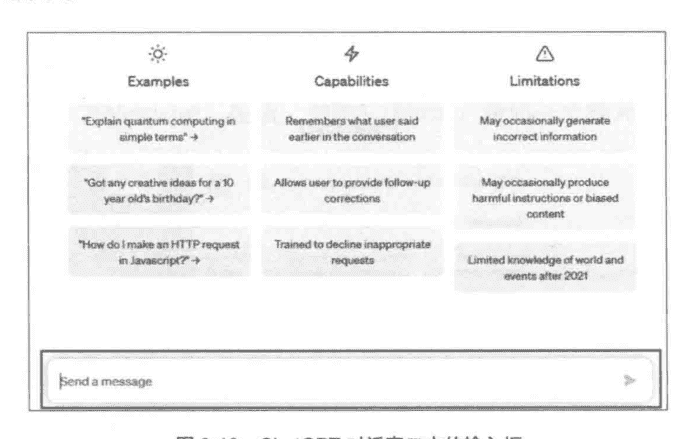 Examples
Capabilities
Limitations
"Explain quantum computing in
simple terms" →
Remembers what user said
earlier in the conversation
May occasionally generate
incorrect information
"Got any creative ideas for a 10
year old's birthday?" →
Allows user to provide follow-up
corrections
May occasionally produce
harmful instructions or biased
content
"How do I make an HTTP request
in Javascript?" →
Trained to decline inappropriate
requests
Limited knowledge of world and
events after 2021
Send a message